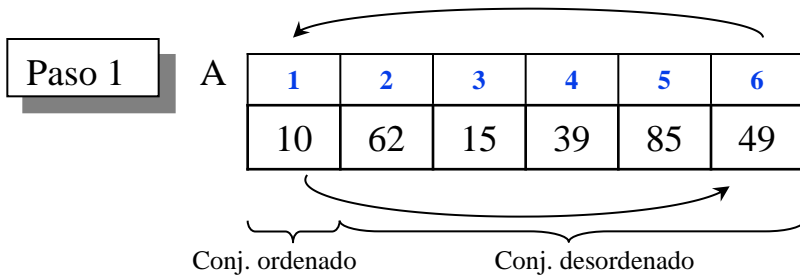 Paso 1
A
1 2 3 4 5 6
10 62 15 39 85 49
Conj. ordenado Conj. desordenado